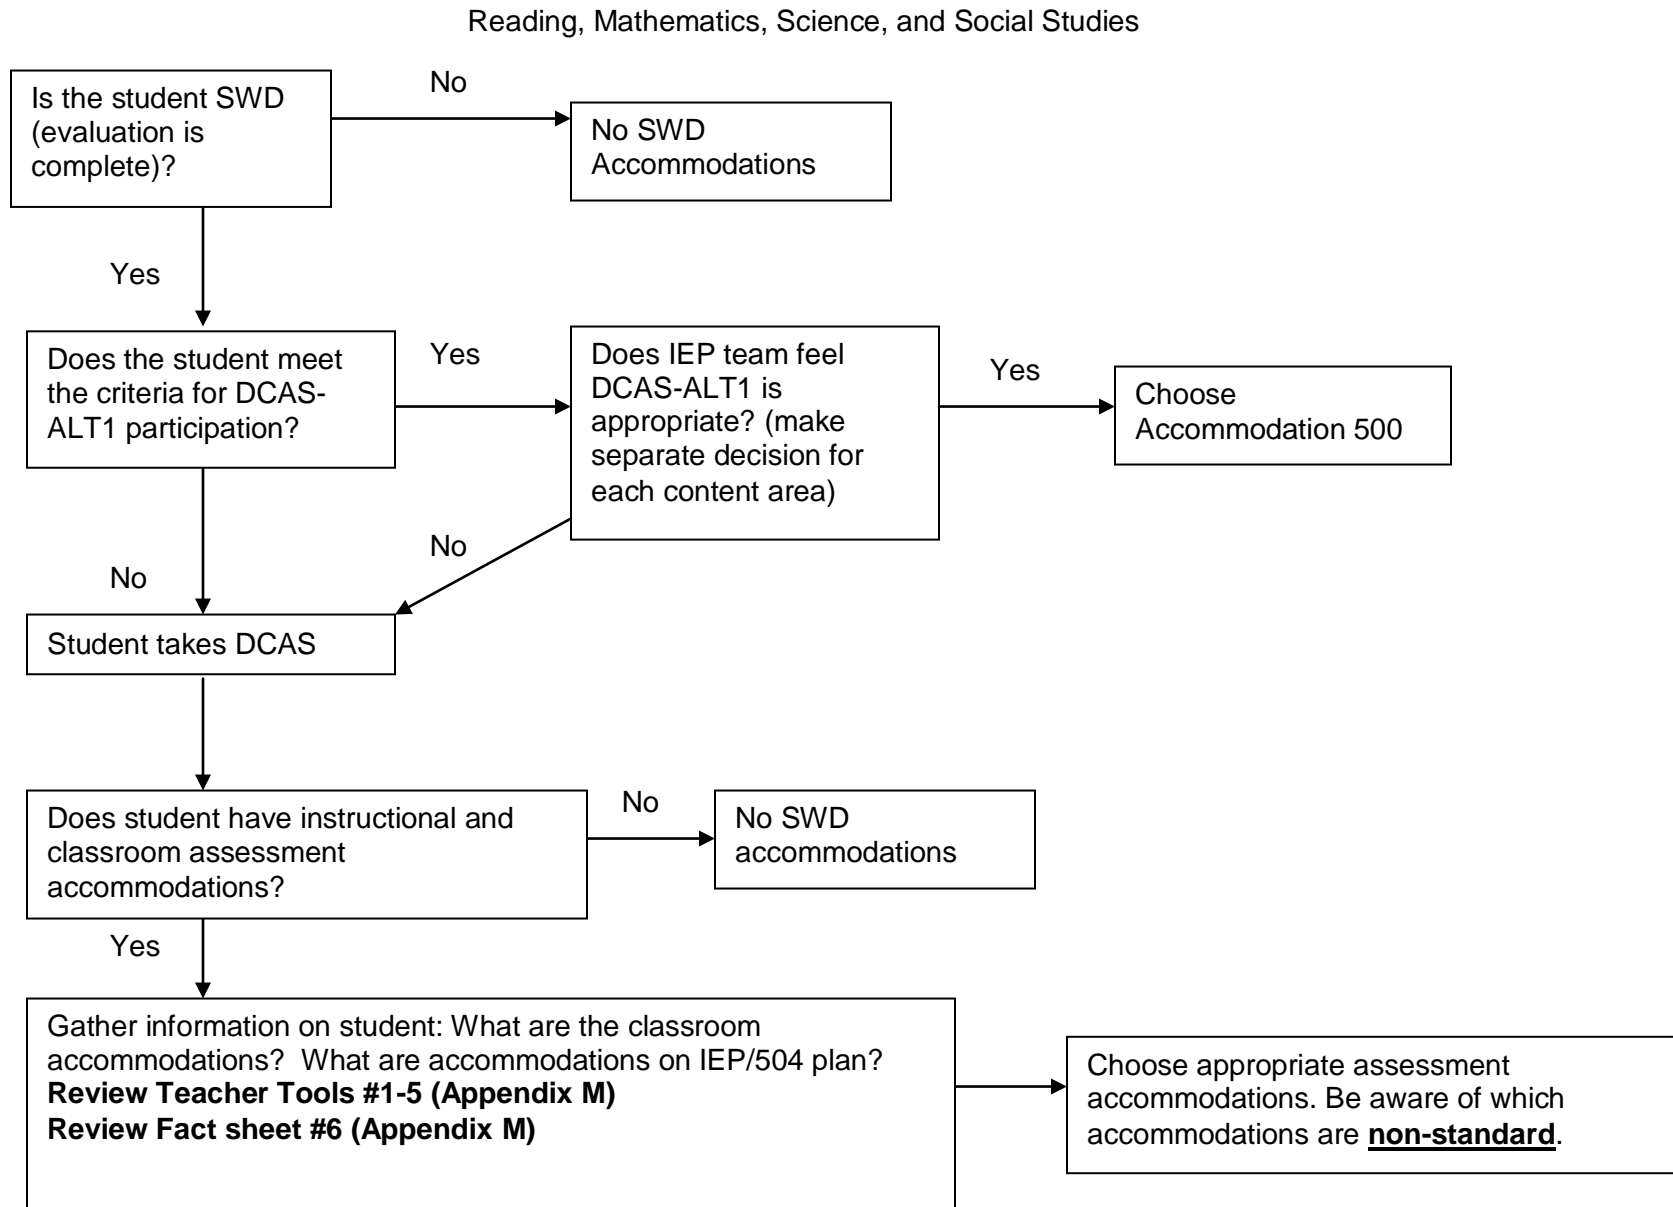 Reading, Mathematics, Science, and Social Studies
Is the student SWD
(evaluation is
complete)?
No
No SWD
Accommodations
Yes
Does the student meet
the criteria for DCAS-
ALT1 participation?
Yes
Does IEP team feel
DCAS-ALT1 is
appropriate? (make
separate decision for
each content area)
Yes
Choose
Accommodation 500
No
No
Student takes DCAS
Does student have instructional and
classroom assessment
accommodations?
No
No SWD
accommodations
Yes
Gather information on student: What are the classroom
accommodations?  What are accommodations on IEP/504 plan?
Review Teacher Tools #1-5 (Appendix M)
Review Fact sheet #6 (Appendix M)
Choose appropriate assessment
accommodations. Be aware of which
accommodations are non-standard.